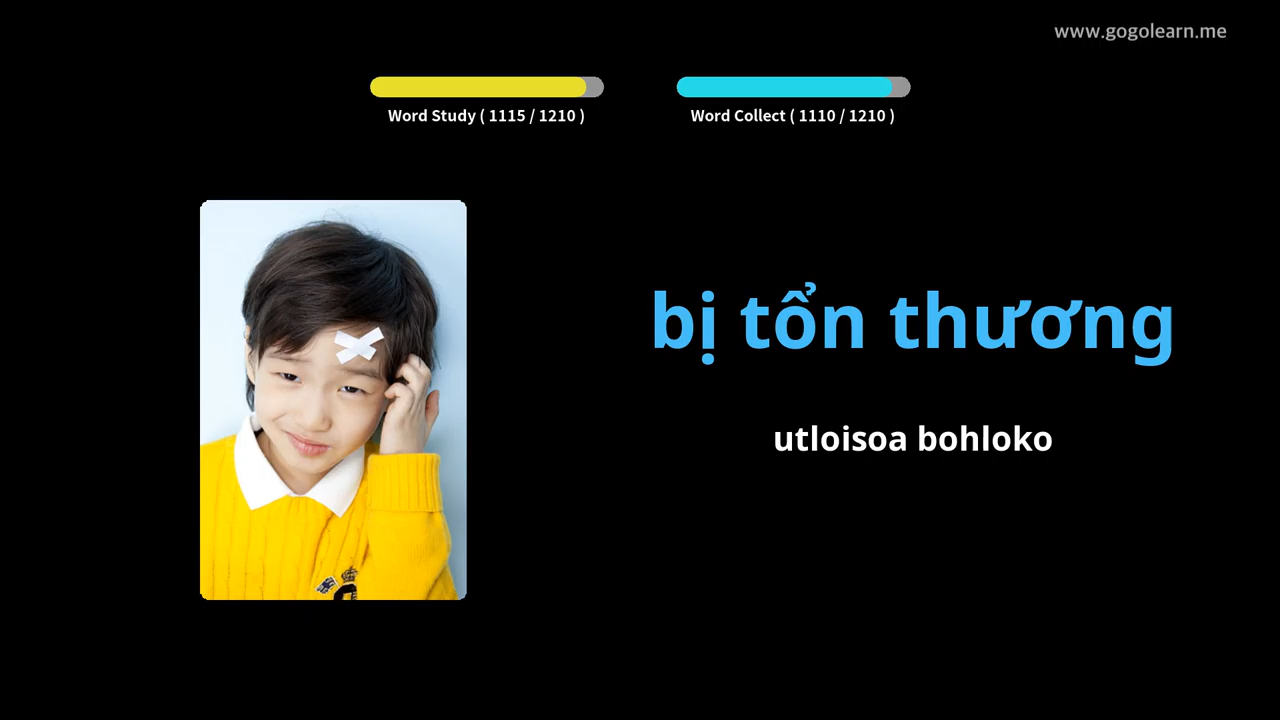 www.gogolearn.me
Word Study ( 1115 / 1210 )
Word Collect ( 1110 / 1210 )
bị tổn thương
utloisoa bohloko